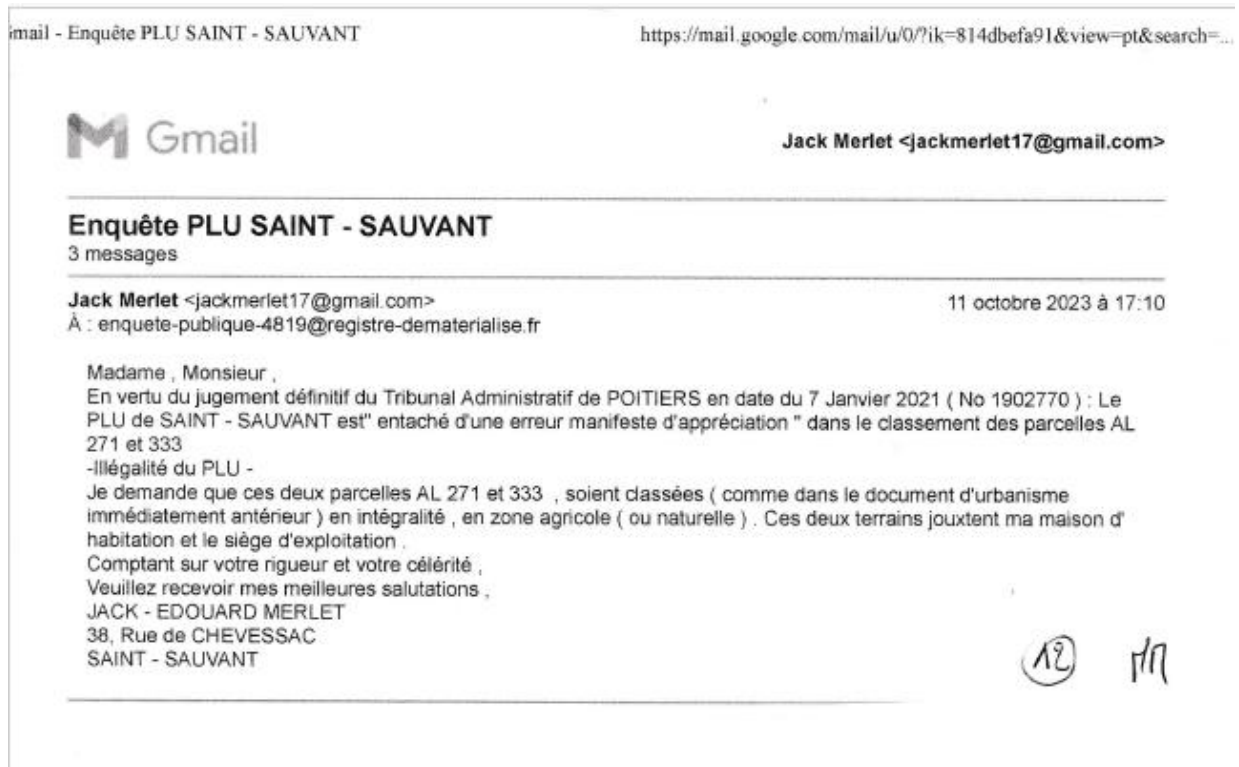 mail - Enquête PLU SAINT - SAUVANT
https://mail.google.com/mail/u/0/?ik=814dbefa91&view=pt&search=...
Gmail
Jack Merlet <jackmerlet17@gmail.com>
Enquête PLU SAINT - SAUVANT
3 messages
Jack Merlet <jackmerlet17@gmail.com>
11 octobre 2023 à 17:10
À : enquete-publique-4819@registre-dematerialise.fr
Madame , Monsieur ,
En vertu du jugement définitif du Tribunal Administratif de POITIERS en date du 7 Janvier 2021 ( No 1902770 ) : Le
PLU de SAINT - SAUVANT est" entaché d'une erreur manifeste d'appréciation " dans le classement des parcelles AL
271 et 333
-Illégalité du PLU -
Je demande que ces deux parcelles AL 271 et 333 , soient classées ( comme dans le document d'urbanisme
immédiatement antérieur ) en intégralité , en zone agricole ( ou naturelle ) . Ces deux terrains jouxtent ma maison d'
habitation et le siège d'exploitation .
Comptant sur votre rigueur et votre célérité ,
Veuillez recevoir mes meilleures salutations ,
JACK - EDOUARD MERLET
38, Rue de CHEVESSAC
SAINT - SAUVANT
12